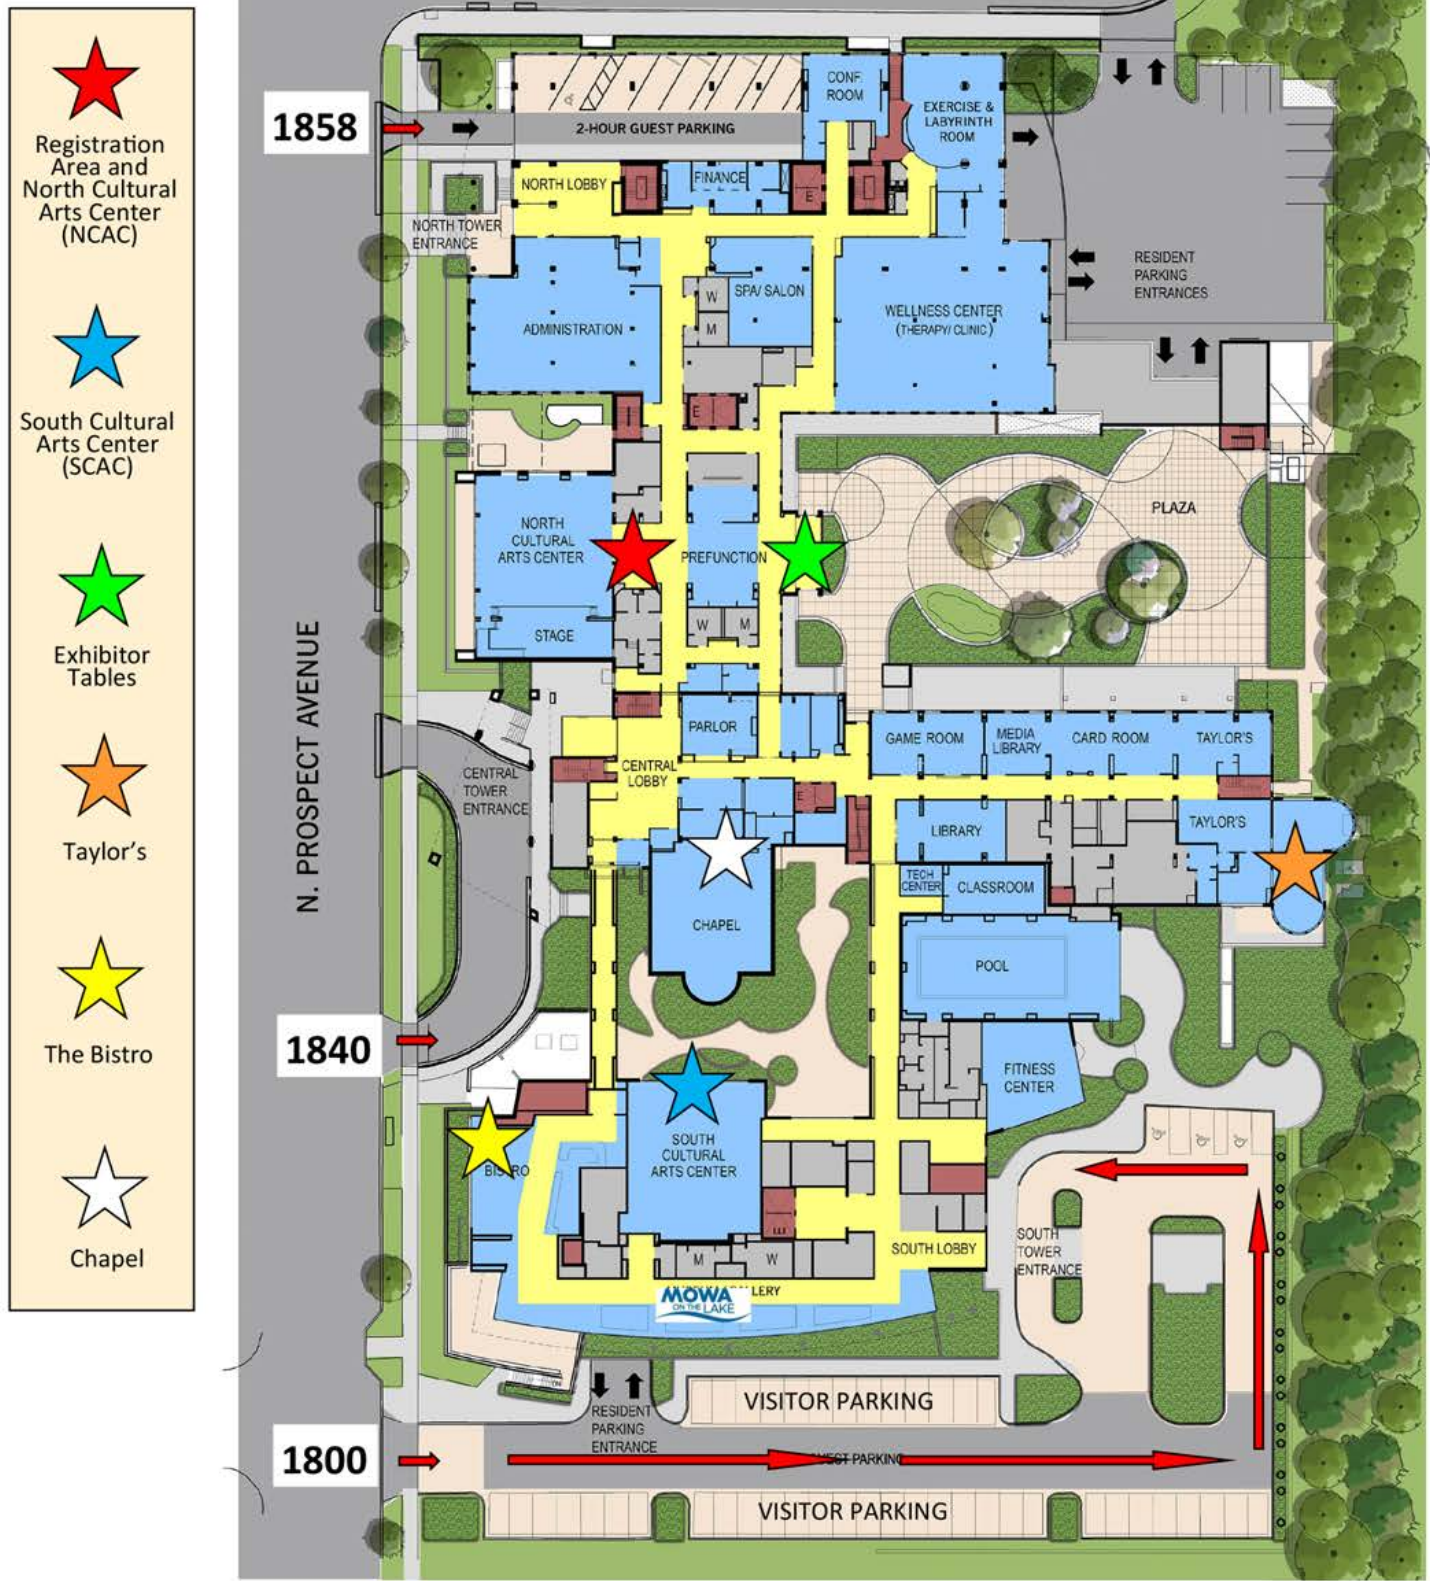 Registration
Area and
North Cultural
Arts Center
(NCAC)
South Cultural
Arts Center
(SCAC)
Exhibitor
Tables
Taylor's
The Bistro
Chapel
1858
1840
1800
N. PROSPECT AVENUE
2-HOUR GUEST PARKING
CONF.
ROOM
EXERCISE &
LABYRINTH
ROOM
NORTH LOBBY
FINANCE
E
NORTH TOWER
ENTRANCE
ADMINISTRATION
W
M
SPA/ SALON
WELLNESS CENTER
(THERAPY/ CLINIC)
RESIDENT
PARKING
ENTRANCES
E
NORTH
CULTURAL
ARTS CENTER
STAGE
PREFUNCTION
W
M
PLAZA
PARLOR
CENTRAL
LOBBY
CENTRAL
TOWER
ENTRANCE
GAME ROOM
MEDIA
LIBRARY
CARD ROOM
TAYLOR'S
E
LIBRARY
TAYLOR'S
TECH
CENTER
CLASSROOM
CHAPEL
POOL
FITNESS
CENTER
SOUTH
CULTURAL
ARTS CENTER
E
M
W
SOUTH LOBBY
SOUTH
TOWER
ENTRANCE
MOWA
ON THE LAKE
RESIDENT
PARKING
ENTRANCE
VISITOR PARKING
PARKING
VISITOR PARKING